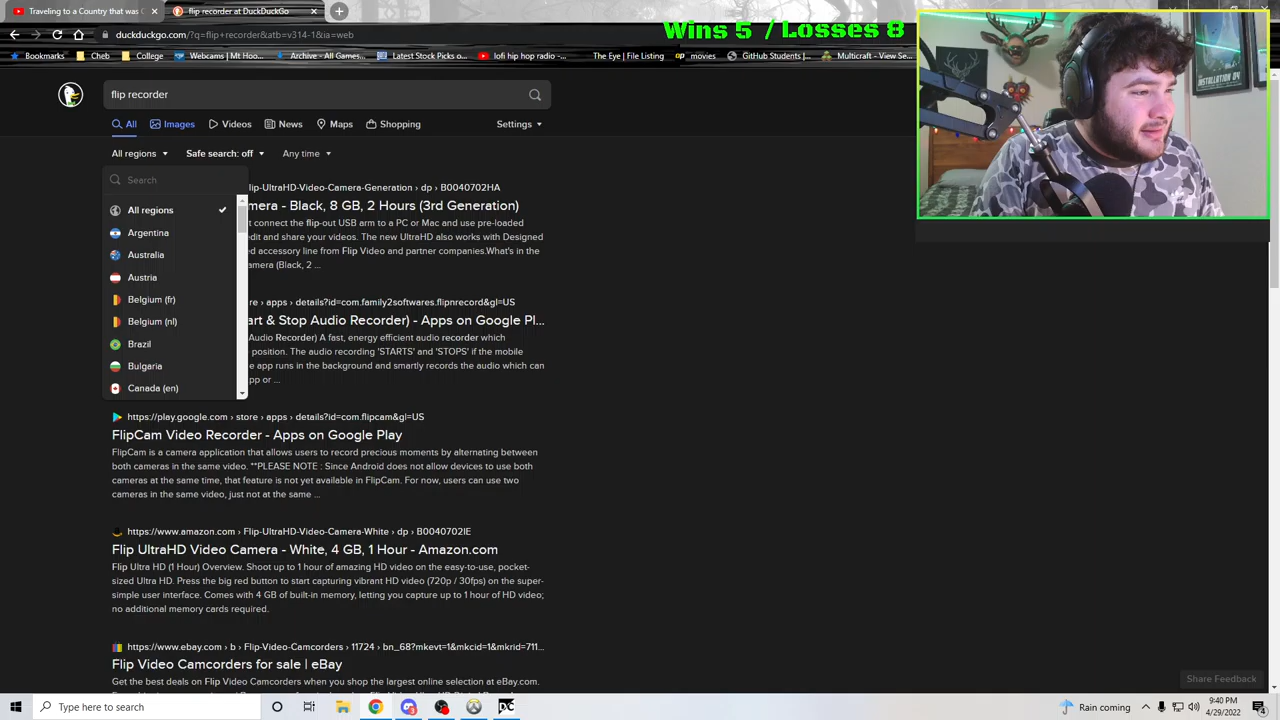 Traveling to a Country that was
flip recorder at DuckDuckGo
Wins 5 / Losses 8
duckduckgo.com/?q=flip+recorder&atb=v314-1&ia=web
Bookmarks
Cheb
College
Webcams | Mt Hoo...
Archive - All Gamed...
Latest Stock Picks o...
lofi hip hop radio -...
The Eye | File Listing
movies
GitHub Students |...
Multicraft - View Se...
INSTALLATION 04
flip recorder
All
Images
Videos
News
Maps
Shopping
Settings
All regions
Safe search: off
Any time
Search
All regions
Argentina
Australia
Austria
Belgium (fr)
Belgium (nl)
Brazil
Bulgaria
Canada (en)
lip-UltraHD-Video-Camera-Generation › dp › B0040702HA
mera - Black, 8 GB, 2 Hours (3rd Generation)
t connect the flip-out USB arm to a PC or Mac and use pre-loaded
edit and share your videos. The new UltraHD also works with Designed
ed accessory line from Flip Video and partner companies.What's in the
mera (Black, 2 ...
re › apps › details?id=com.family2softwares.flipnrecord&gl=US
art & Stop Audio Recorder) - Apps on Google Pl...
Audio Recorder) A fast, energy efficient audio recorder which
position. The audio recording 'STARTS' and 'STOPS' if the mobile
e app runs in the background and smartly records the audio which can
pp or ...
https://play.google.com › store › apps › details?id=com.flipcam&gl=US
FlipCam Video Recorder - Apps on Google Play
FlipCam is a camera application that allows users to record precious moments by alternating between
both cameras in the same video. **PLEASE NOTE : Since Android does not allow devices to use both
cameras at the same time, that feature is not yet available in FlipCam. For now, users can use two
cameras in the same video, just not at the same ...
https://www.amazon.com › Flip-UltraHD-Video-Camera-White › dp › B0040702IE
Flip UltraHD Video Camera - White, 4 GB, 1 Hour - Amazon.com
Flip Ultra HD (1 Hour) Overview. Shoot up to 1 hour of amazing HD video on the easy-to-use, pocket-
sized Ultra HD. Press the big red button to start capturing vibrant HD video (720p / 30fps) on the super-
simple user interface. Comes with 4 GB of built-in memory, letting you capture up to 1 hour of HD video;
no additional memory cards required.
https://www.ebay.com › b › Flip-Video-Camcorders › 11724 › bn_68?mkevt=1&mkcid=1&mkrid=711...
Flip Video Camcorders for sale | eBay
Get the best deals on Flip Video Camcorders when you shop the largest online selection at eBay.com.
Share Feedback
Type here to search
Rain coming
9:40 PM
4/29/2022
4